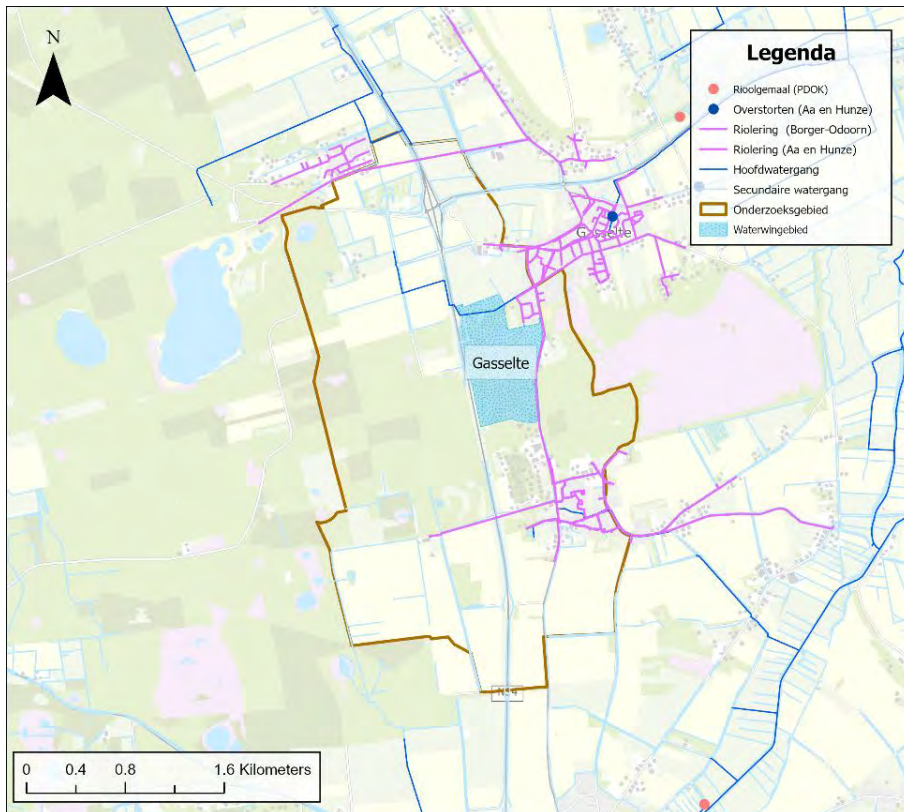 N
Legenda
Rioolgemaal (PDOK)
Overstorten (Aa en Hunze)
Riolering (Borger-Odoorn)
Riolering (Aa en Hunze)
Hoofdwatergang
Secundaire watergang
Onderzoeksgebied
Waterwingebied
Gasselte
Gasselte
0 0.4 0.8 1.6 Kilometers